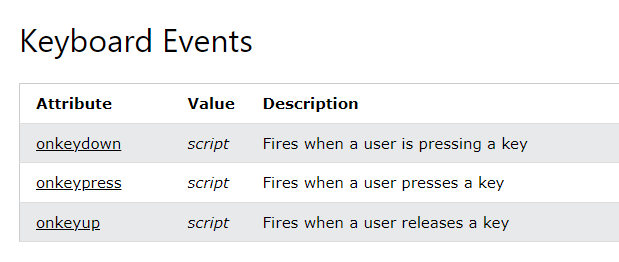 Keyboard Events
Attribute Value Description
onkeydown script Fires when a user is pressing a key
onkeypress script Fires when a user presses a key
onkeyup script Fires when a user releases a key